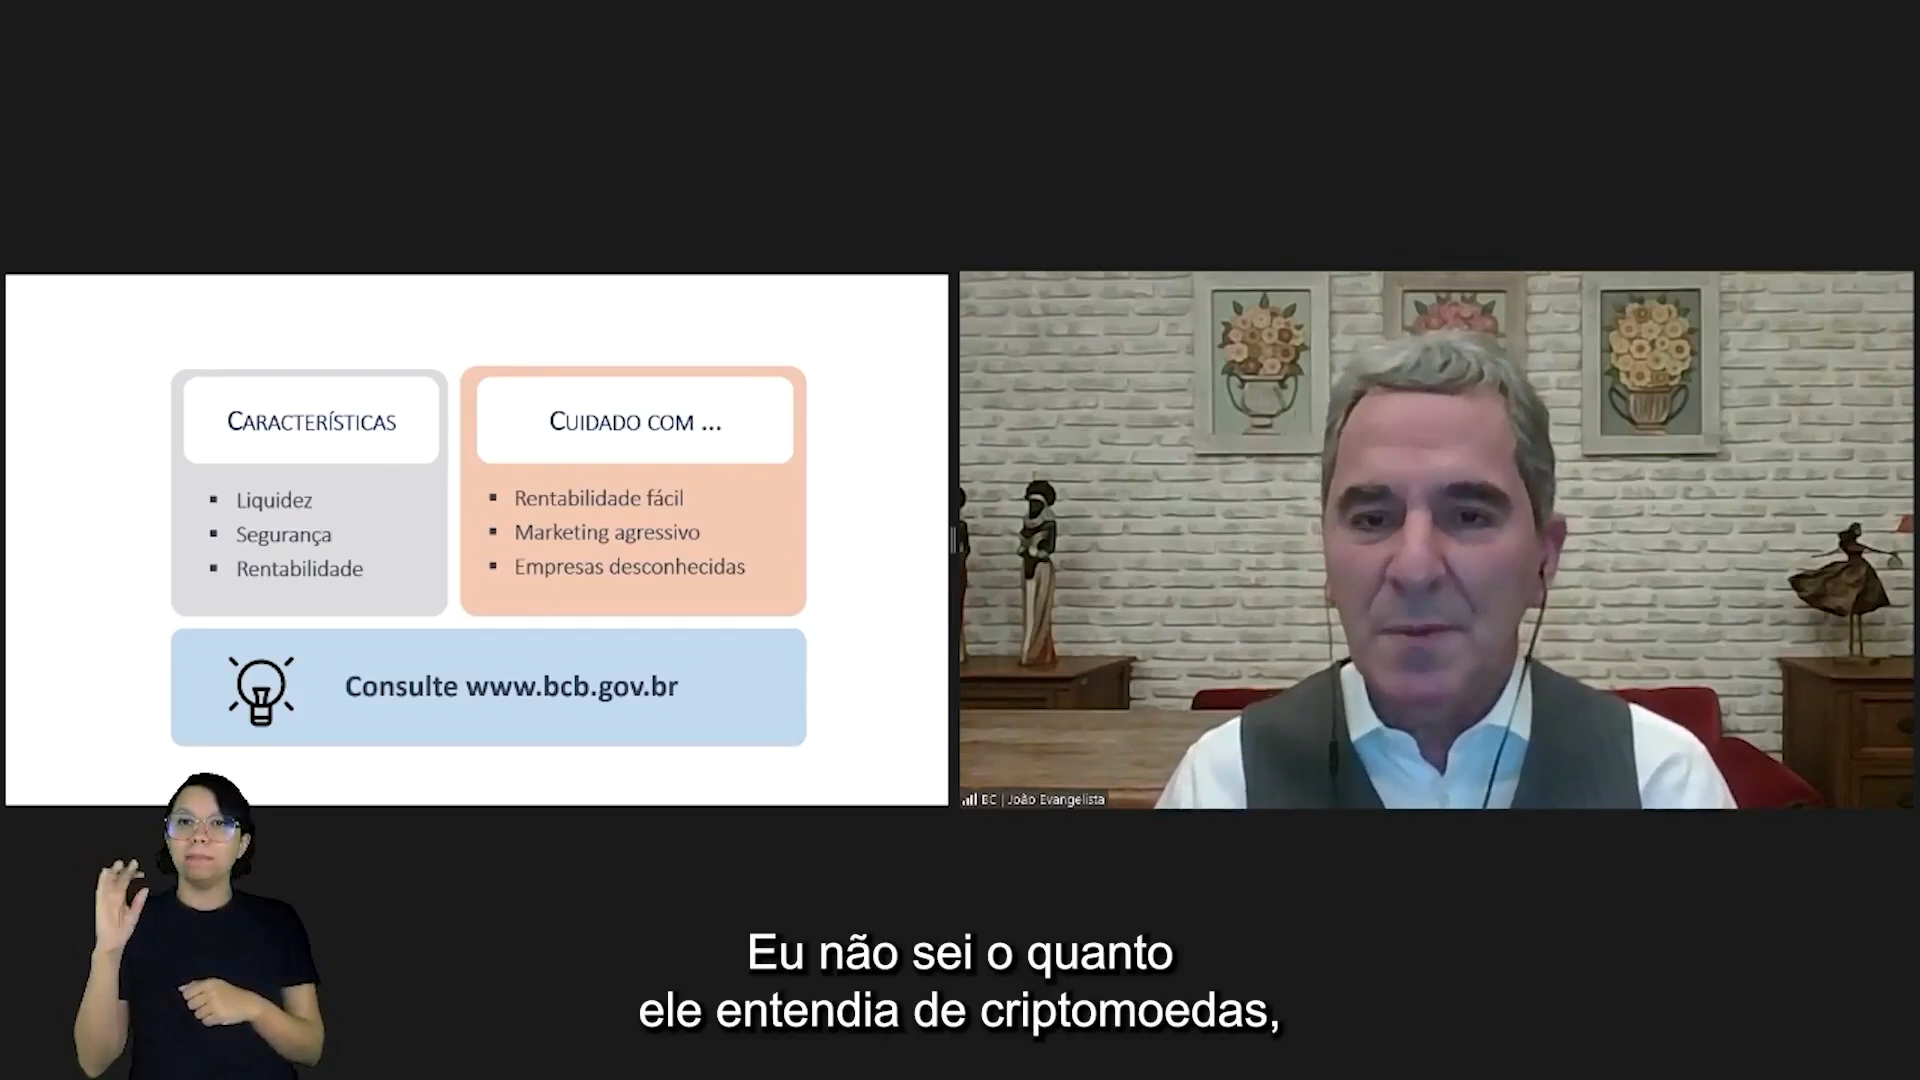 CARACTERÍSTICAS
▪ Liquidez
▪ Segurança
▪ Rentabilidade
CUIDADO COM ...
▪ Rentabilidade fácil
▪ Marketing agressivo
▪ Empresas desconhecidas
Consulte www.bcb.gov.br
BC | João Evangelista
Eu não sei o quanto
ele entendia de criptomoedas,